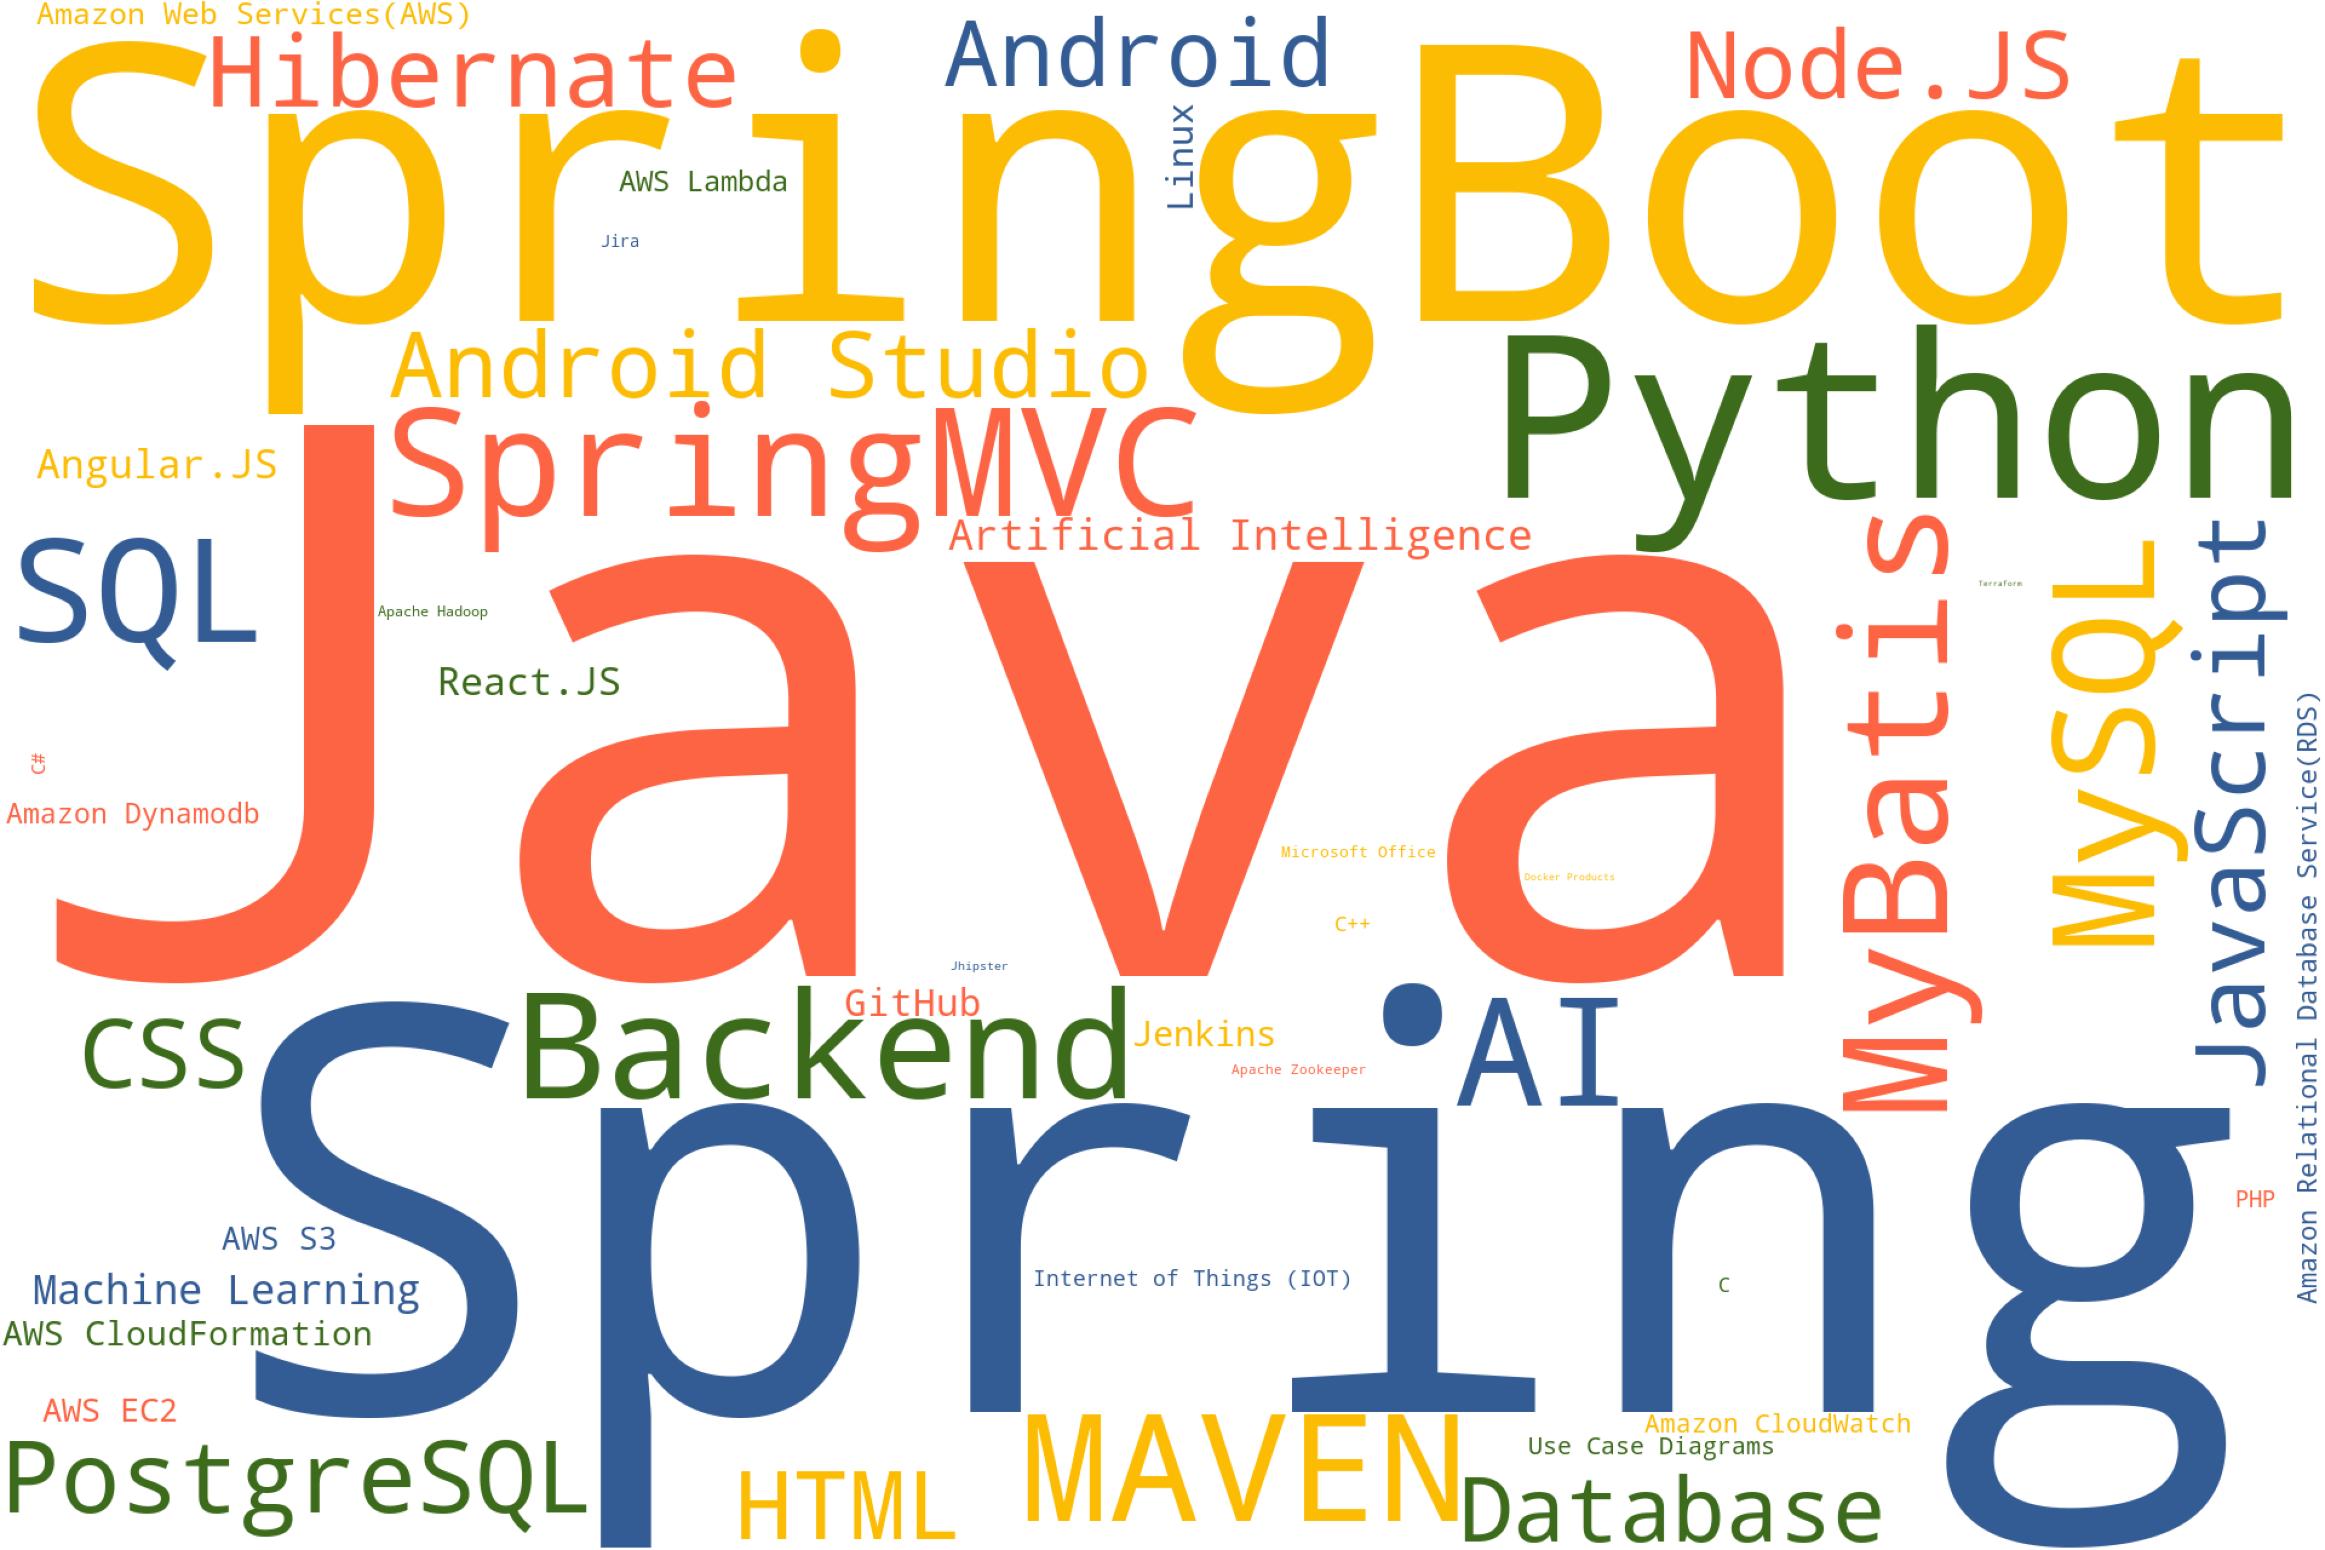 Amazon Web Services(AWS)
Hibernate
Android
Node.JS
SpringBoot
Linux
AWS Lambda
Jira
Android Studio
Python
SpringMVC
Angular.JS
Artificial Intelligence
SQL
Java
Apache Hadoop
React.JS
TerraForm
MyBatis
MySQL
JavaScript
Amazon Relational Database Service(RDS)
C#
Amazon Dynamodb
Microsoft Office
Docker Products
C++
Jhipster
GitHub
CSS
Backend
Jenkins
AI
Apache Zookeeper
Spring
PHP
AWS S3
Machine Learning
Internet of Things (IOT)
C
AWS CloudFormation
AWS EC2
PostgreSQL
HTML
MAVEN
Amazon CloudWatch
Use Case Diagrams
Database